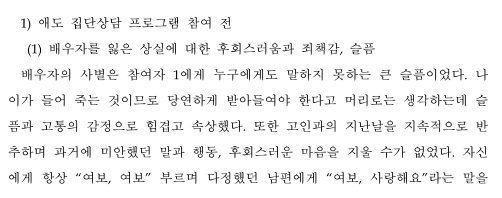 1) 애도 집단상담 프로그램 참여 전
(1) 배우자를 잃은 상실에 대한 후회스러움과 죄책감, 슬픔
배우자의 사별은 참여자 1에게 누구에게도 말하지 못하는 큰 슬픔이었다. 나
이가 들어 죽는 것이므로 당연하게 받아들여야 한다고 머리로는 생각하는데 슬
픔과 고통의 감정으로 힘겹고 속상했다. 또한 고인과의 지난날을 지속적으로 반
추하며 과거에 미안했던 말과 행동, 후회스러운 마음을 지울 수가 없었다. 자신
에게 항상 “여보, 여보” 부르며 다정했던 남편에게 “여보, 사랑해요”라는 말을